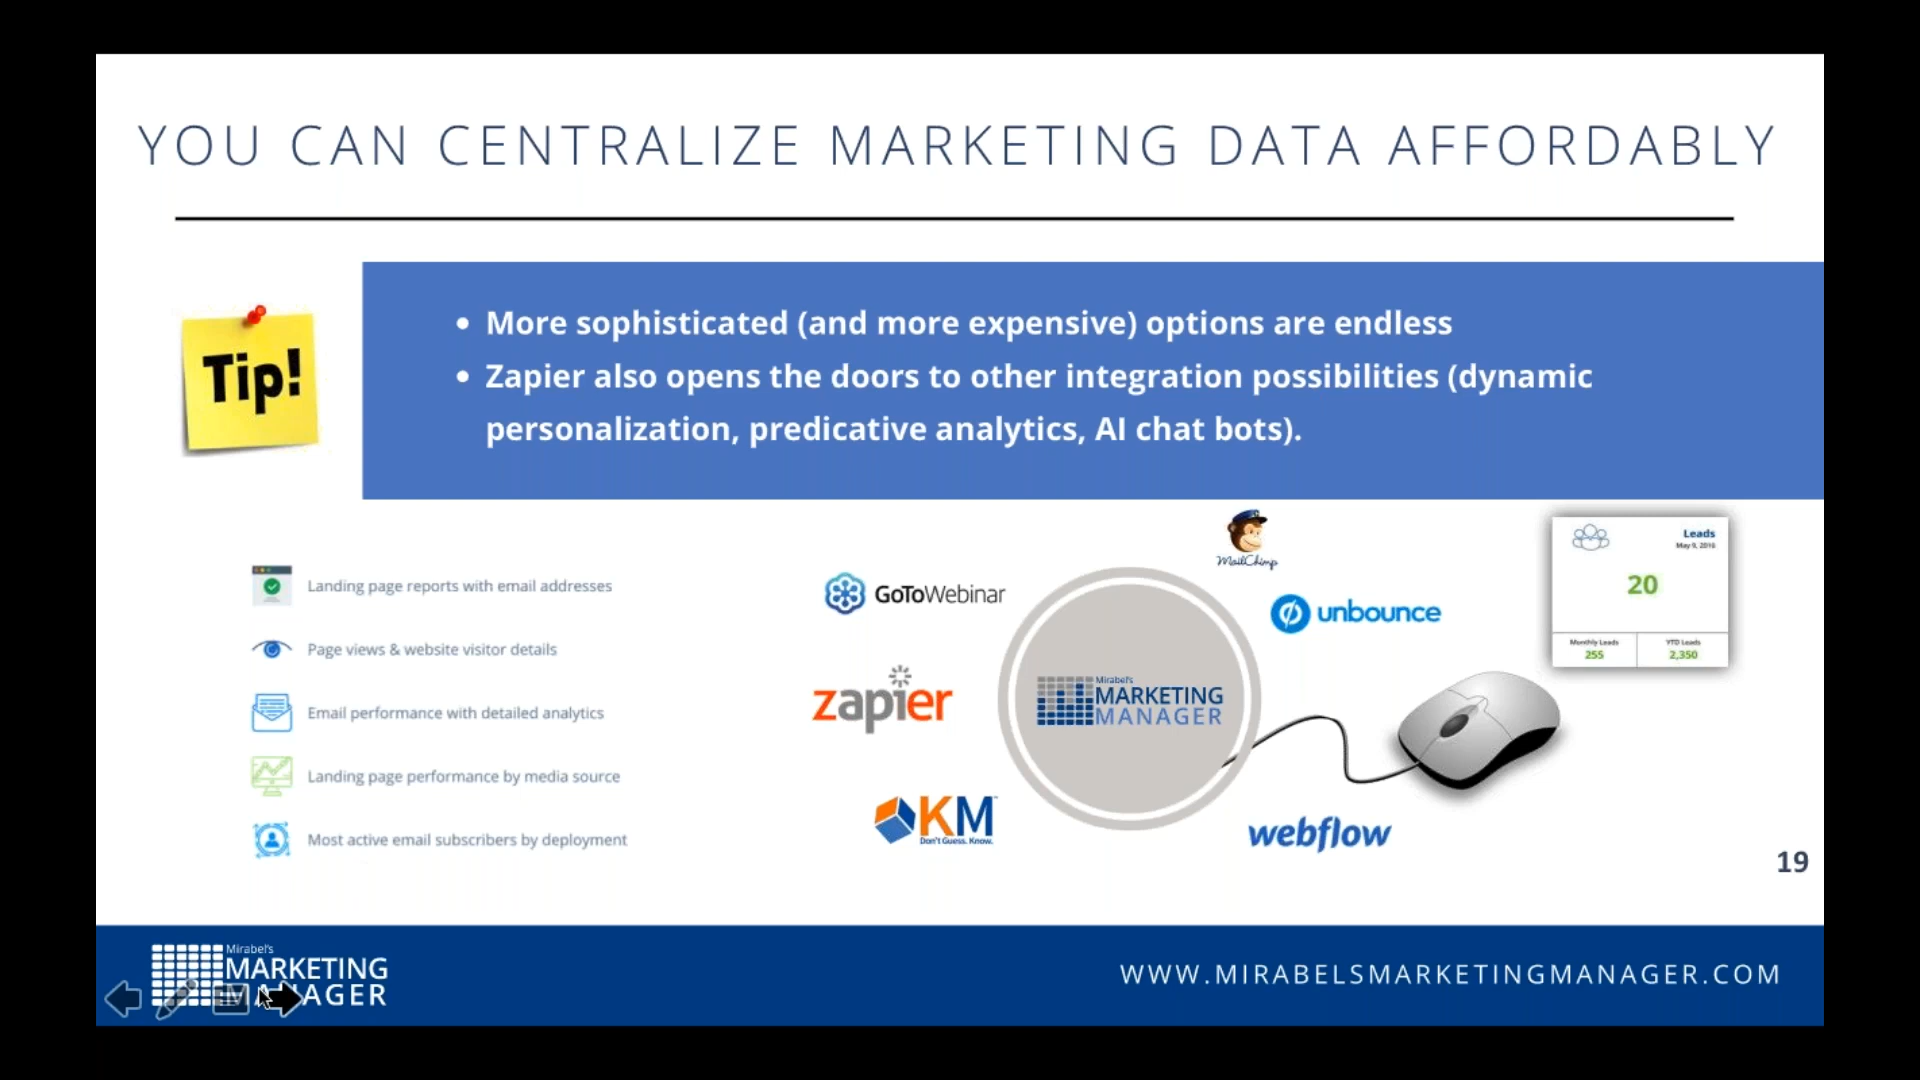 YOU CAN CENTRALIZE MARKETING DATA AFFORDABLY
Tip!
• More sophisticated (and more expensive) options are endless
• Zapier also opens the doors to other integration possibilities (dynamic
personalization, predicative analytics, AI chat bots).
Landing page reports with email addresses
Page views & website visitor details
Email performance with detailed analytics
Landing page performance by media source
Most active email subscribers by deployment
MailChimp
GoToWebinar
unbounce
zapier
Mirabel's
MARKETING
MANAGER
KM
Don't Guess. Know.
webflow
Leads
May 9, 2016
20
Monthly Leads
255
YTD Leads
2,350
19
Mirabel's
MARKETING
MANAGER
WWW.MIRABELSMARKETINGMANAGER.COM